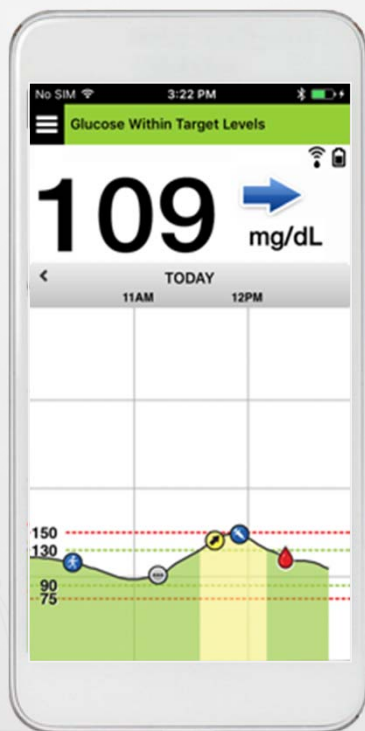 No SIM 3:22 PM
Glucose Within Target Levels
109
mg/dL
TODAY
11AM 12PM
150
130
90
75